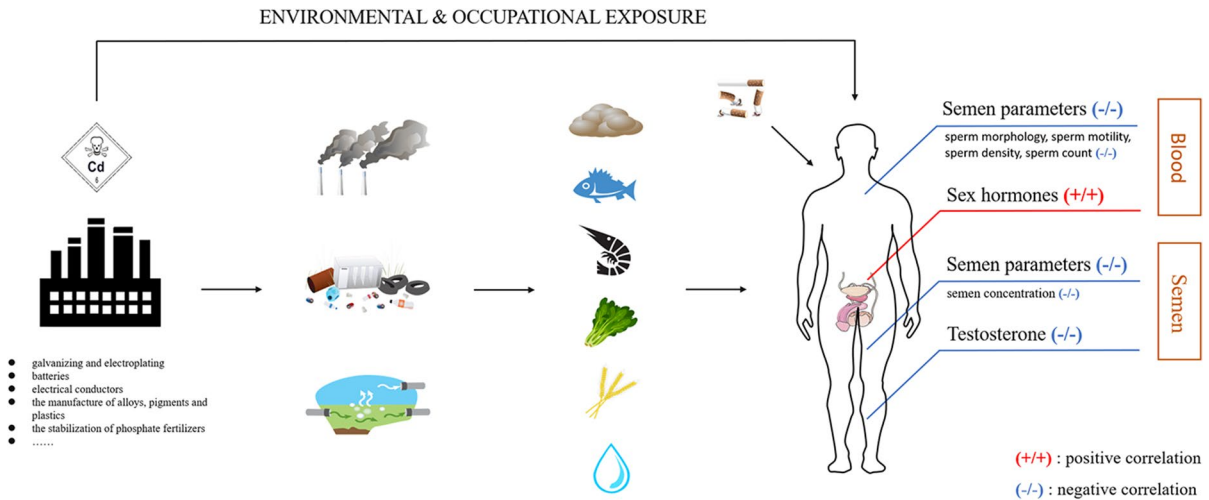 ENVIRONMENTAL & OCCUPATIONAL EXPOSURE
Cd
6
galvanizing and electroplating
batteries
electrical conductors
the manufacture of alloys, pigments and
plastics
the stabilization of phosphate fertilizers
......
Semen parameters (-/-)
sperm morphology, sperm motility,
sperm density, sperm count (-/-)
Sex hormones (+/+)
Blood
Semen parameters (-/-)
semen concentration (-/-)
Testosterone (-/-)
Semen
(+/+) : positive correlation
(-/-) : negative correlation